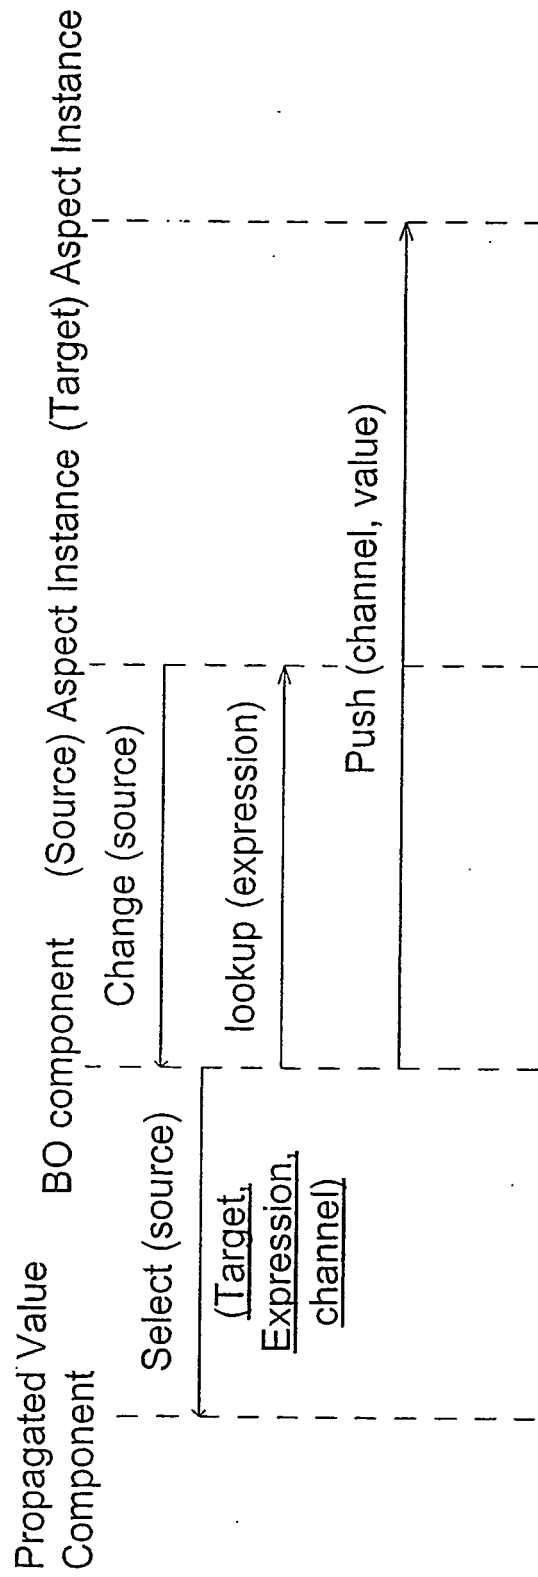 Propagated Value
Component
BO component
(Source) Aspect Instance
(Target) Aspect Instance
Change (source)
Select (source)
(Target,
Expression,
channel)
lookup (expression)
Push (channel, value)